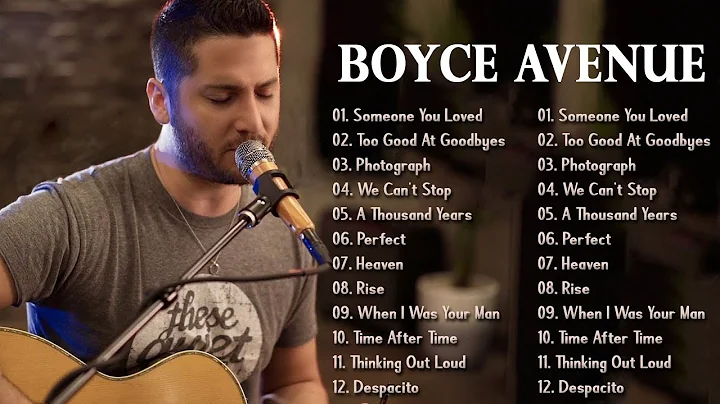 BOYCE AVENUE
01. Someone You Loved
02. Too Good At Goodbyes
03. Photograph
04. We Can't Stop
05. A Thousand Years
06. Perfect
07. Heaven
08. Rise
09. When I Was Your Man
10. Time After Time
11. Thinking Out Loud
12. Despacito
01. Someone You Loved
02. Too Good At Goodbyes
03. Photograph
04. We Can't Stop
05. A Thousand Years
06. Perfect
07. Heaven
08. Rise
09. When I Was Your Man
10. Time After Time
11. Thinking Out Loud
12. Despacito
these
quiet